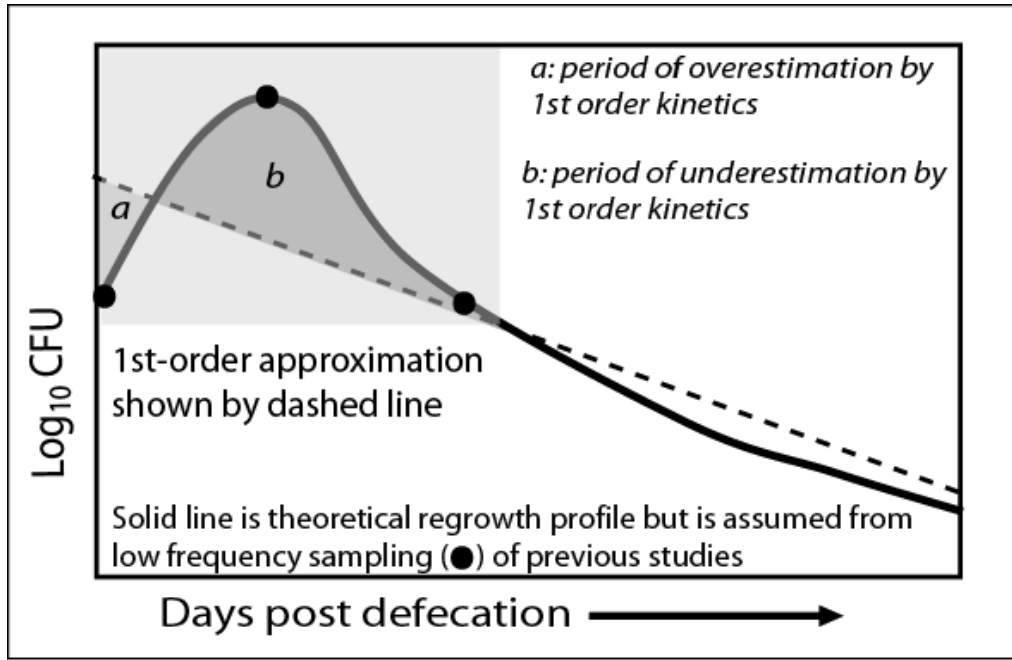 a: period of overestimation by
1st order kinetics
b: period of underestimation by
1st order kinetics
a
b
1st-order approximation
shown by dashed line
Solid line is theoretical regrowth profile but is assumed from
low frequency sampling (●) of previous studies
Log₁₀ CFU
Days post defecation